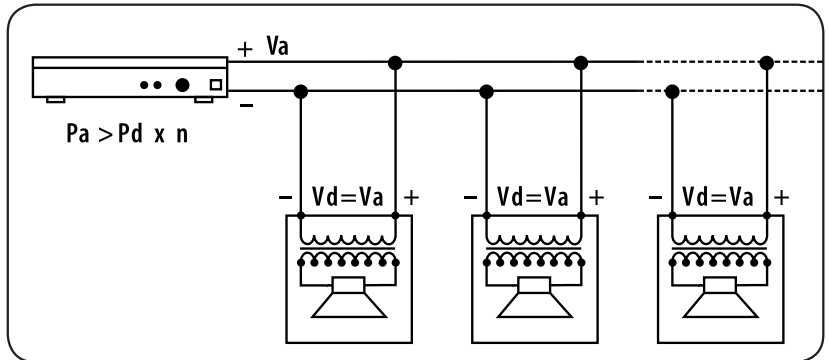 + Va
−
Pa > Pd x n
− Vd=Va +
− Vd=Va +
− Vd=Va +